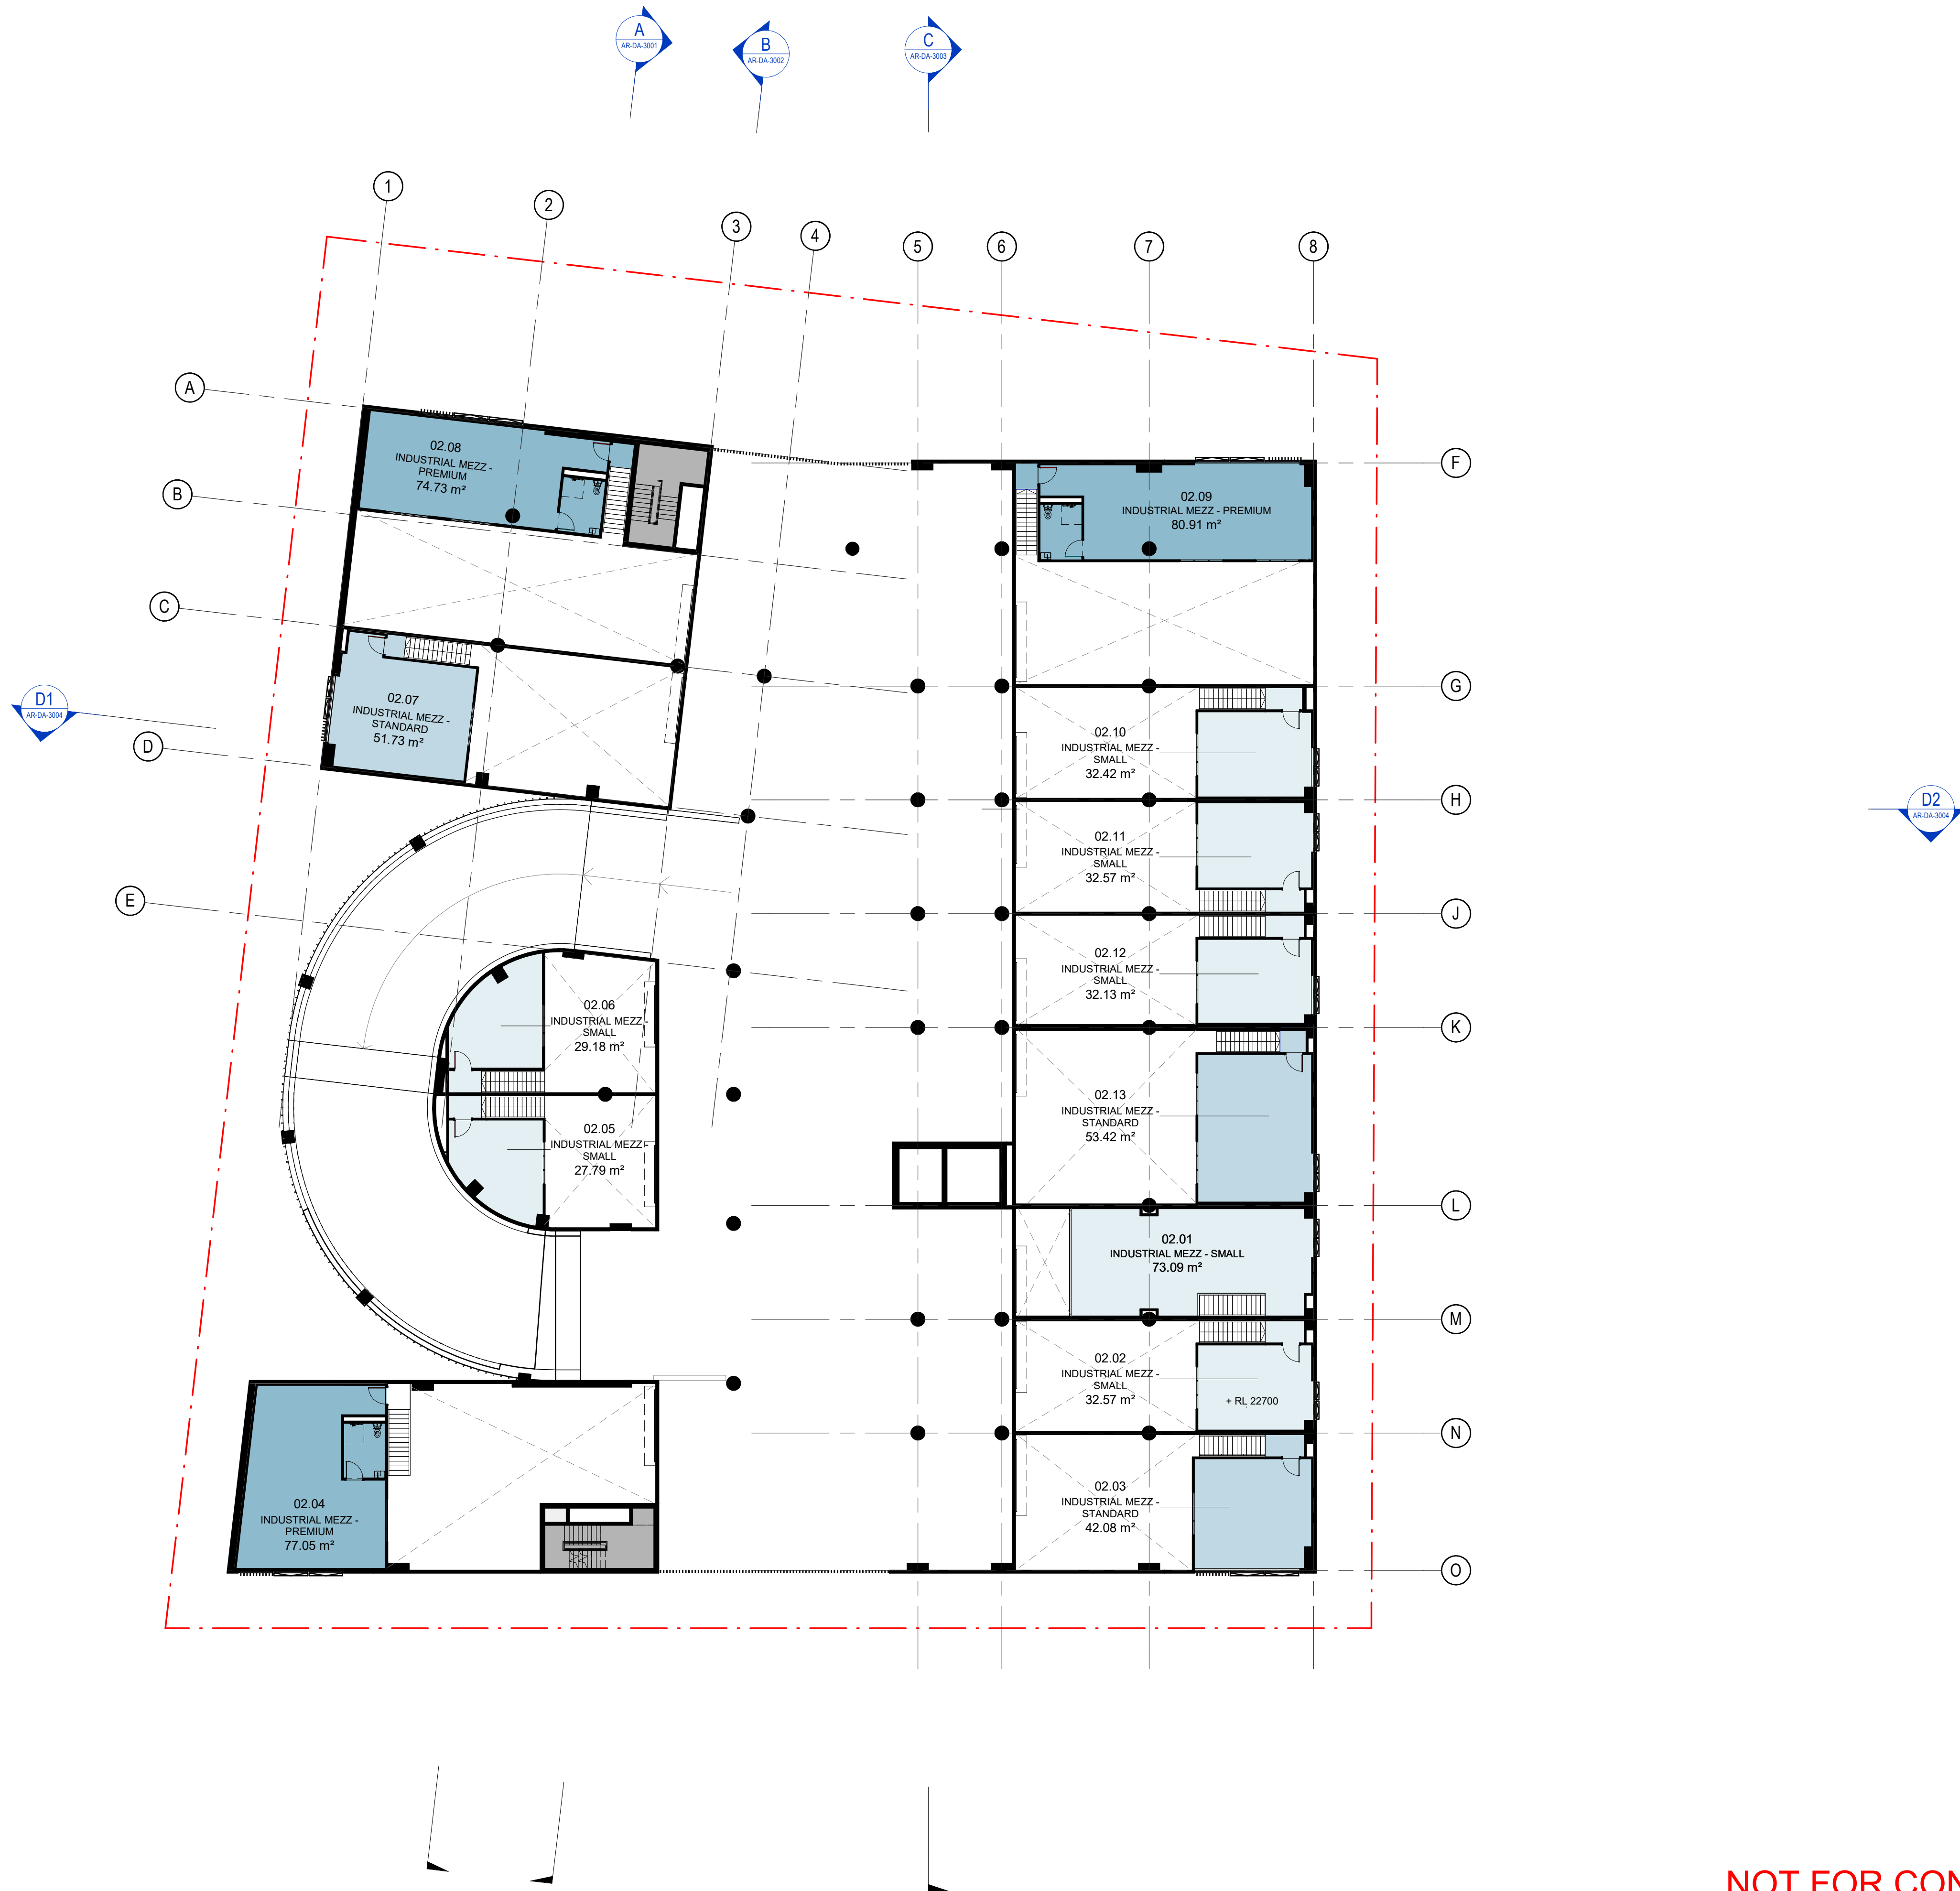 A
AR-DA-3001
B
AR-DA-3002
C
AR-DA-3003
1
2
3
4
5
6
7
8
A
B
C
D
E
F
G
H
J
K
L
M
N
O
D1
AR-DA-3004
D2
AR-DA-3004
02.08
INDUSTRIAL MEZZ -
PREMIUM
74.73 m²
02.09
INDUSTRIAL MEZZ - PREMIUM
80.91 m²
02.07
INDUSTRIAL MEZZ -
STANDARD
51.73 m²
02.10
INDUSTRIAL MEZZ -
SMALL
32.42 m²
02.11
INDUSTRIAL MEZZ -
SMALL
32.57 m²
02.12
INDUSTRIAL MEZZ -
SMALL
32.13 m²
02.06
INDUSTRIAL MEZZ -
SMALL
29.18 m²
02.05
INDUSTRIAL MEZZ -
SMALL
27.79 m²
02.13
INDUSTRIAL MEZZ -
STANDARD
53.42 m²
02.01
INDUSTRIAL MEZZ - SMALL
73.09 m²
02.02
INDUSTRIAL MEZZ -
SMALL
32.57 m²
+ RL 22700
02.03
INDUSTRIAL MEZZ -
STANDARD
42.08 m²
02.04
INDUSTRIAL MEZZ -
PREMIUM
77.05 m²
NOT FOR CON